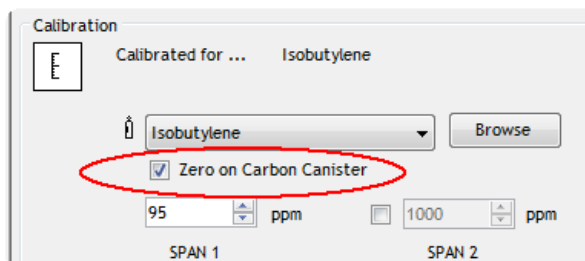 Calibration
Calibrated for ... Isobutylene
Isobutylene Browse
Zero on Carbon Canister
95 ppm 1000 ppm
SPAN 1 SPAN 2